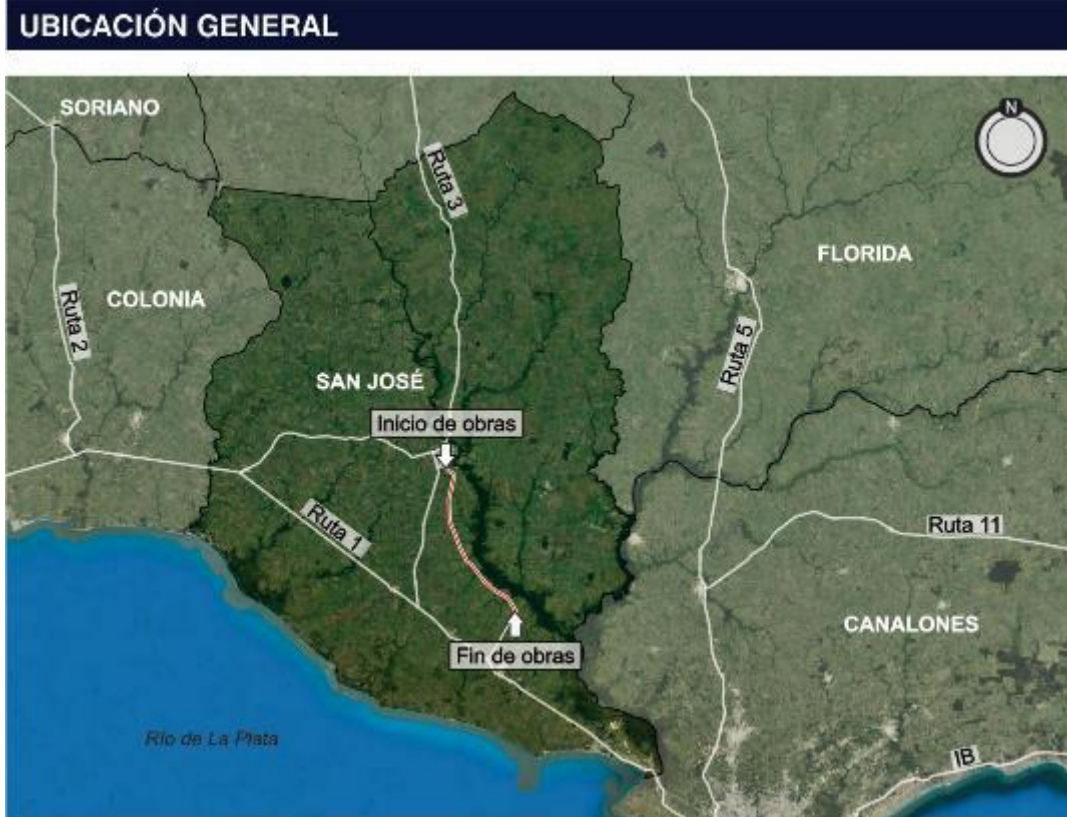 UBICACIÓN GENERAL
N
SORIANO
Ruta 3
FLORIDA
COLONIA
Ruta 2
Ruta 5
SAN JOSÉ
Inicio de obras
Ruta 1
Ruta 11
CANALONES
Fin de obras
Río de La Plata
IB